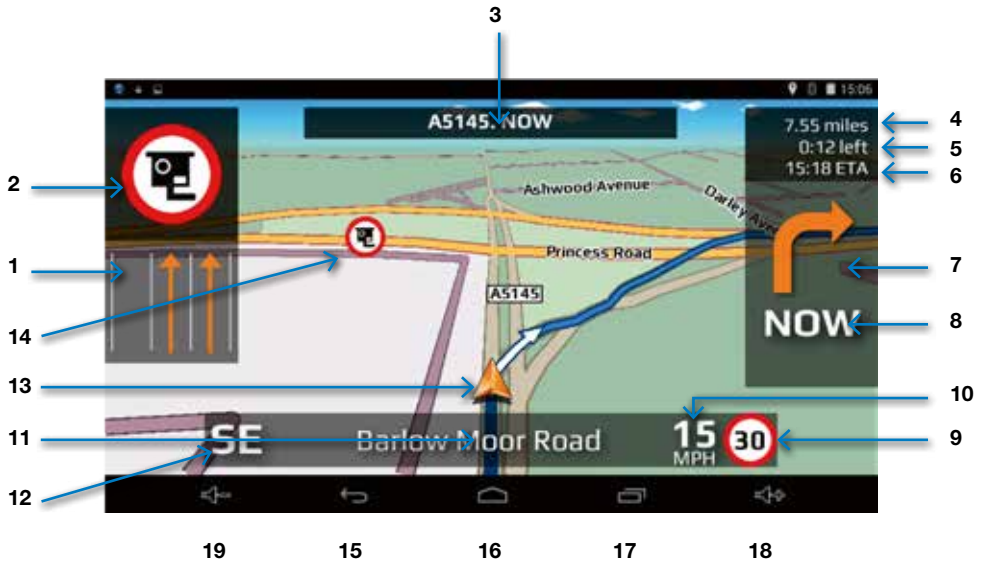 3
15:06
A5145. NOW
7.55 miles
4
0:12 left
5
15:18 ETA
6
2
Ashwood Avenue
Darley Ave
1
Princess Road
7
14
A5145
NOW
8
13
10
11
SE
Barlow Moor Road
15
MPH
30
9
12
19
15
16
17
18